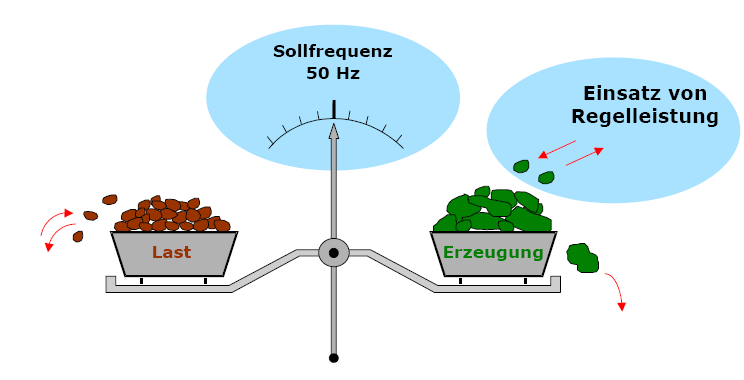 Sollfrequenz
50 Hz
Einsatz von
Regelleistung
Last
Erzeugung